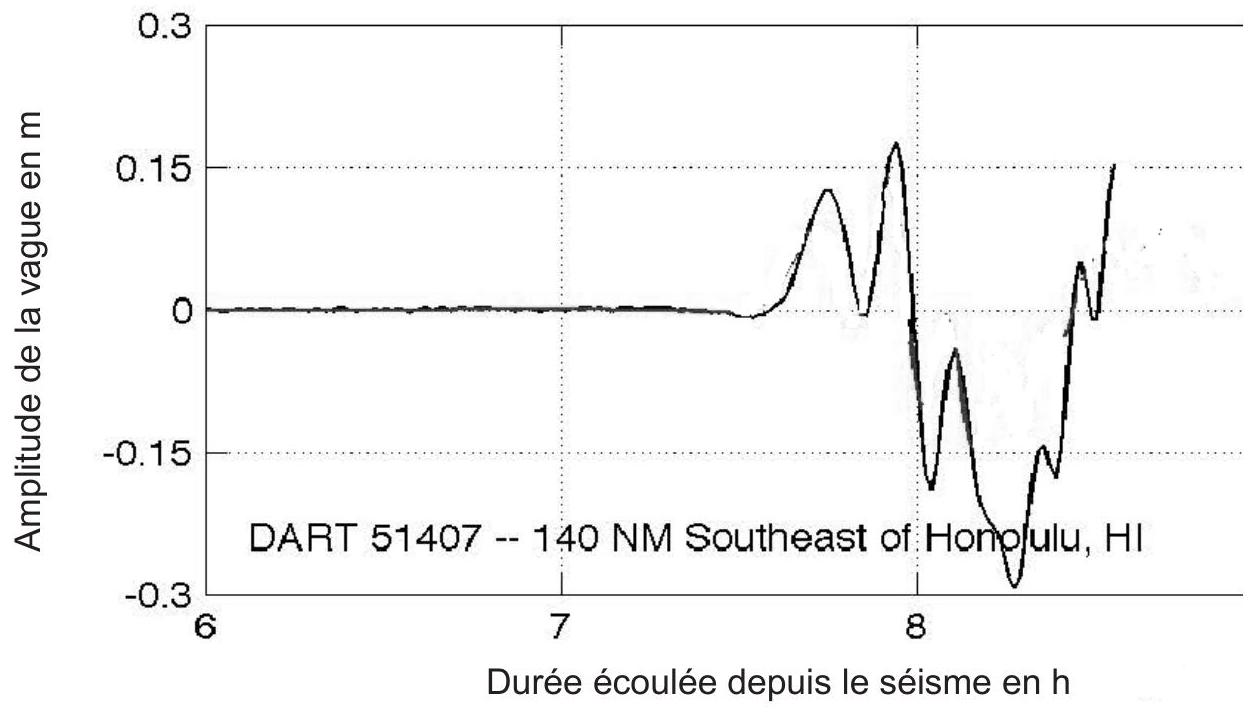 0.3
0.15
0
-0.15
-0.3
Amplitude de la vague en m
DART 51407 -- 140 NM Southeast of Honolulu, HI
6 7 8
Durée écoulée depuis le séisme en h